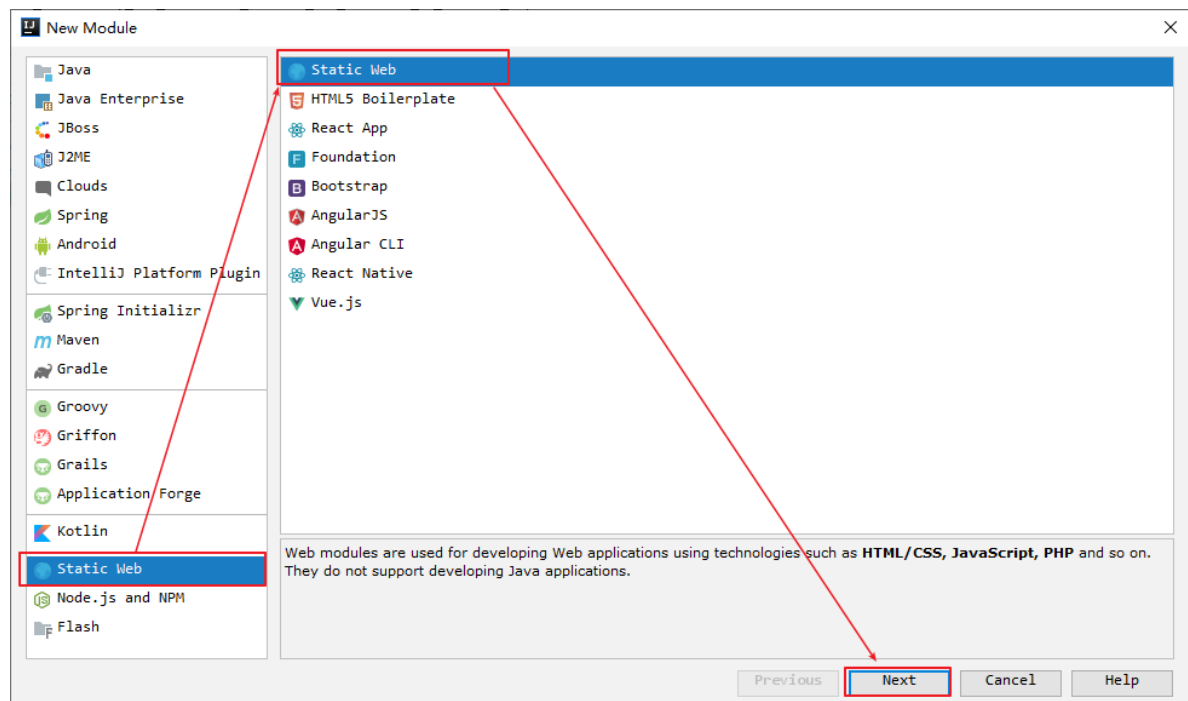 New Module
Java
Java Enterprise
JBoss
J2ME
Clouds
Spring
Android
IntelliJ Platform Plugin
Spring Initializr
Maven
Gradle
Groovy
Griffon
Grails
Application Forge
Kotlin
Static Web
Node.js and NPM
Flash
Static Web
HTML5 Boilerplate
React App
Foundation
Bootstrap
AngularJS
Angular CLI
React Native
Vue.js
Web modules are used for developing Web applications using technologies such as HTML/CSS, JavaScript, PHP and so on.
They do not support developing Java applications.
Previous Next Cancel Help